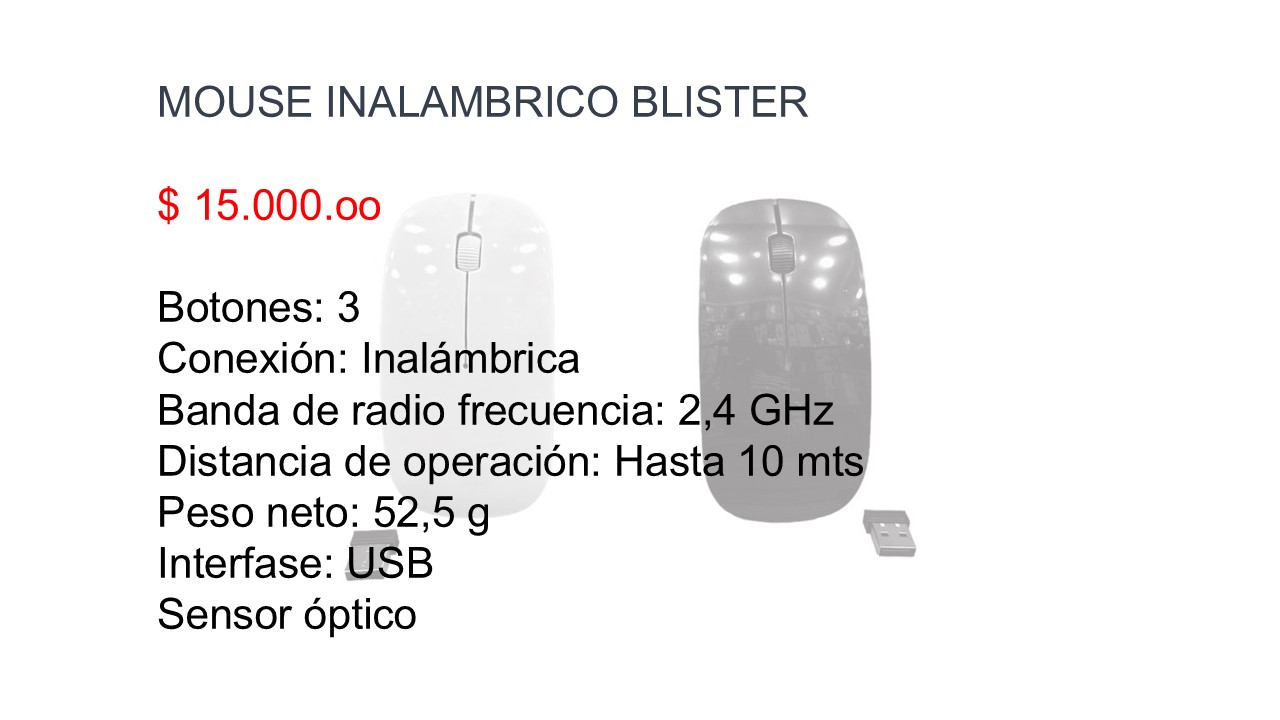 MOUSE INALAMBRICO BLISTER
$ 15.000.oo
Botones: 3
Conexión: Inalámbrica
Banda de radio frecuencia: 2,4 GHz
Distancia de operación: Hasta 10 mts
Peso neto: 52,5 g
Interfase: USB
Sensor óptico